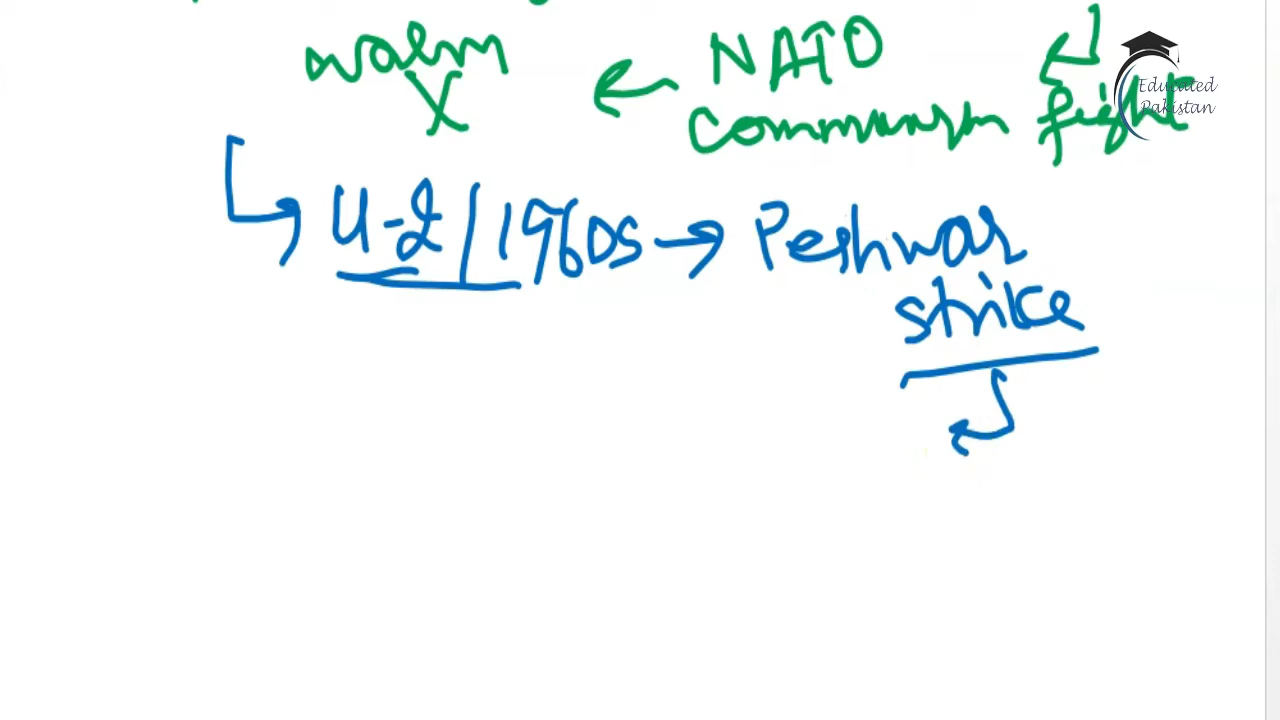 warm ← NATO
X communism fight
Educated
Pakistan
U-2 / 1960s → Peshwar
strike